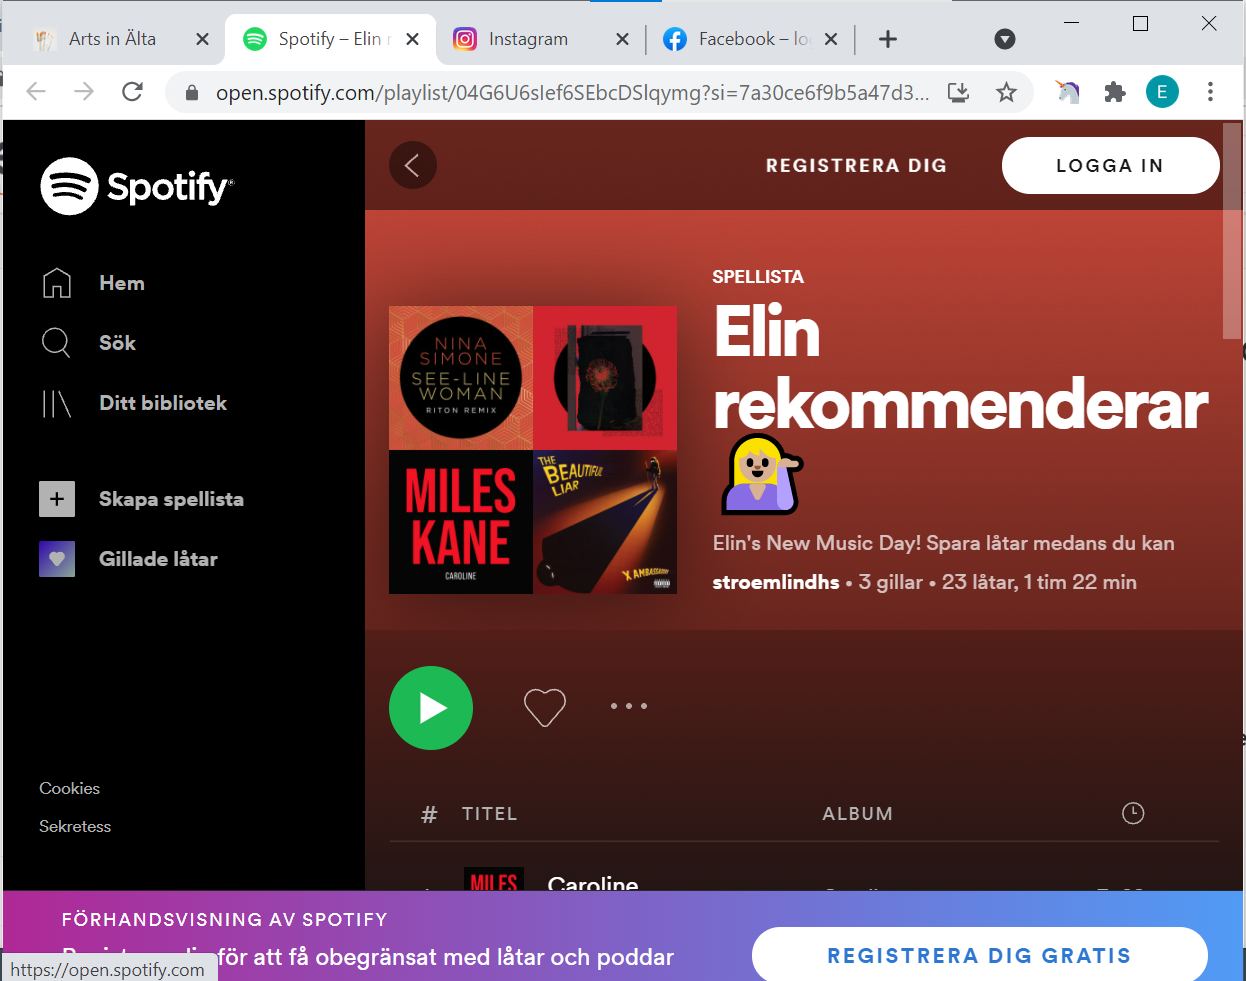 Arts in Älta
Spotify – Elin r
Instagram
Facebook – lo
open.spotify.com/playlist/04G6U6sIef6SEbcDSlqymg?si=7a30ce6f9b5a47d3...
E
Spotify
REGISTRERA DIG
LOGGA IN
Hem
Sök
Ditt bibliotek
Skapa spellista
Gillade låtar
Cookies
Sekretess
NINA
SIMONE
SEE-LINE
WOMAN
RITON REMIX
MILES
KANE
CAROLINE
THE
BEAUTIFUL
LIAR
X AMBASSADORS
SPELLISTA
Elin
rekommenderar
Elin's New Music Day! Spara låtar medans du kan
stroemlindhs • 3 gillar • 23 låtar, 1 tim 22 min
# TITEL ALBUM
MILES
Caroline
FÖRHANDSVISNING AV SPOTIFY
för att få obegränsat med låtar och poddar
REGISTRERA DIG GRATIS
https://open.spotify.com